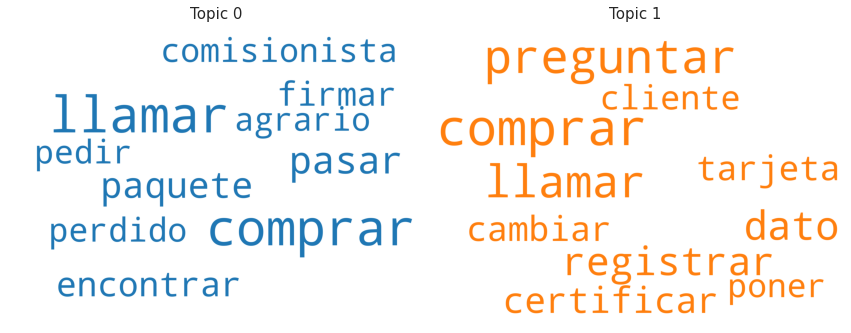 Topic 0
comisionista
firmar
llamar
agrario
pedir
pasar
paquete
perdido
comprar
encontrar
Topic 1
preguntar
cliente
comprar
llamar
tarjeta
cambiar
dato
registrar
poner
certificar